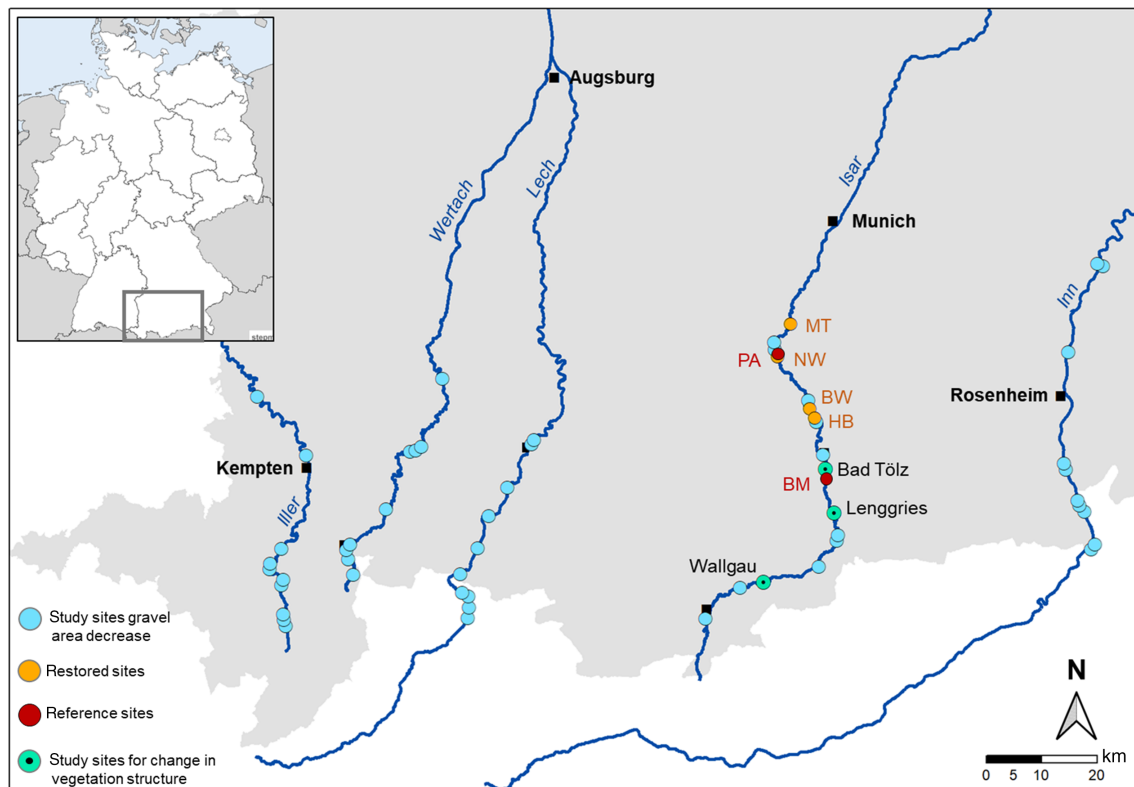 Augsburg
Wertach
Lech
Isar
Munich
Inn
MT
PA
NW
BW
HB
Rosenheim
Kempten
Iller
Bad Tölz
BM
Lenggries
Wallgau
Study sites gravel
area decrease
Restored sites
Reference sites
Study sites for change in
vegetation structure
N
km
0 5 10 20